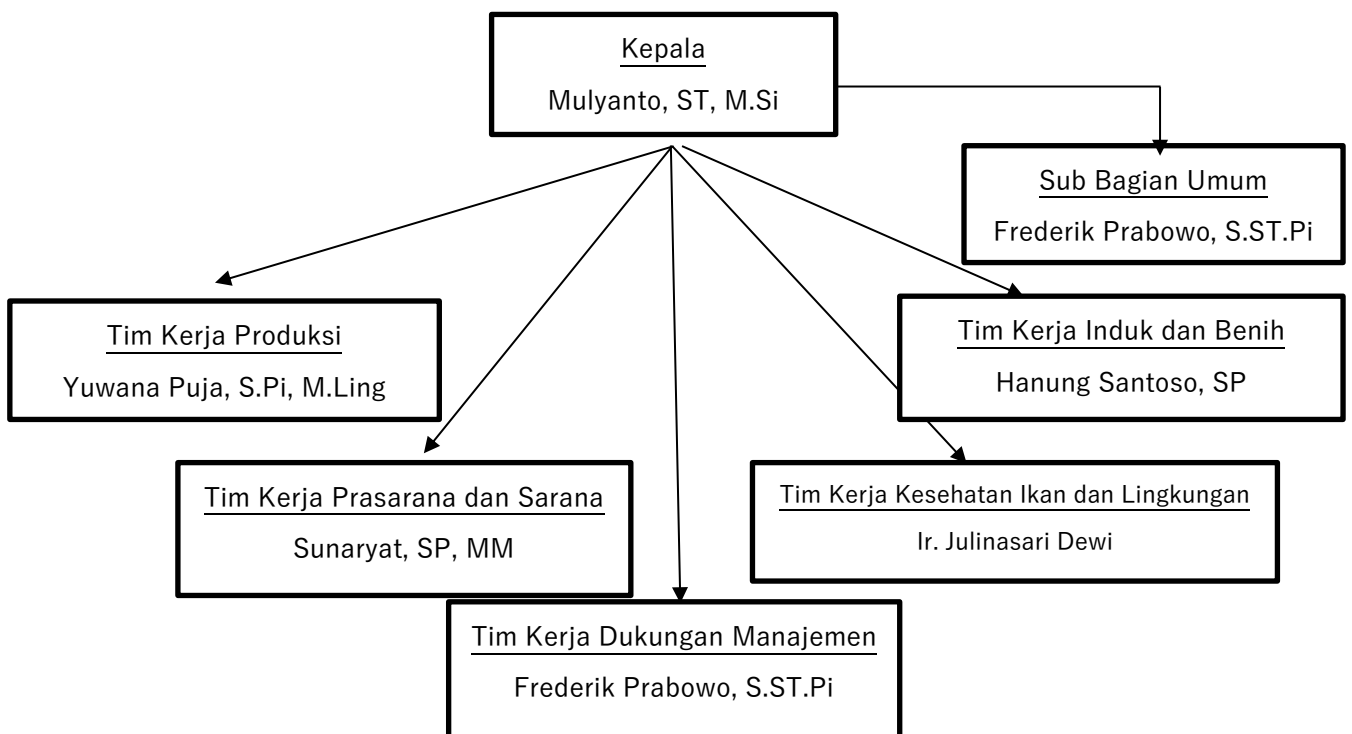 Kepala
Mulyanto, ST, M.Si
Sub Bagian Umum
Frederik Prabowo, S.ST.Pi
Tim Kerja Produksi
Yuwana Puja, S.Pi, M.Ling
Tim Kerja Induk dan Benih
Hanung Santoso, SP
Tim Kerja Prasarana dan Sarana
Sunaryat, SP, MM
Tim Kerja Kesehatan Ikan dan Lingkungan
Ir. Julinasari Dewi
Tim Kerja Dukungan Manajemen
Frederik Prabowo, S.ST.Pi